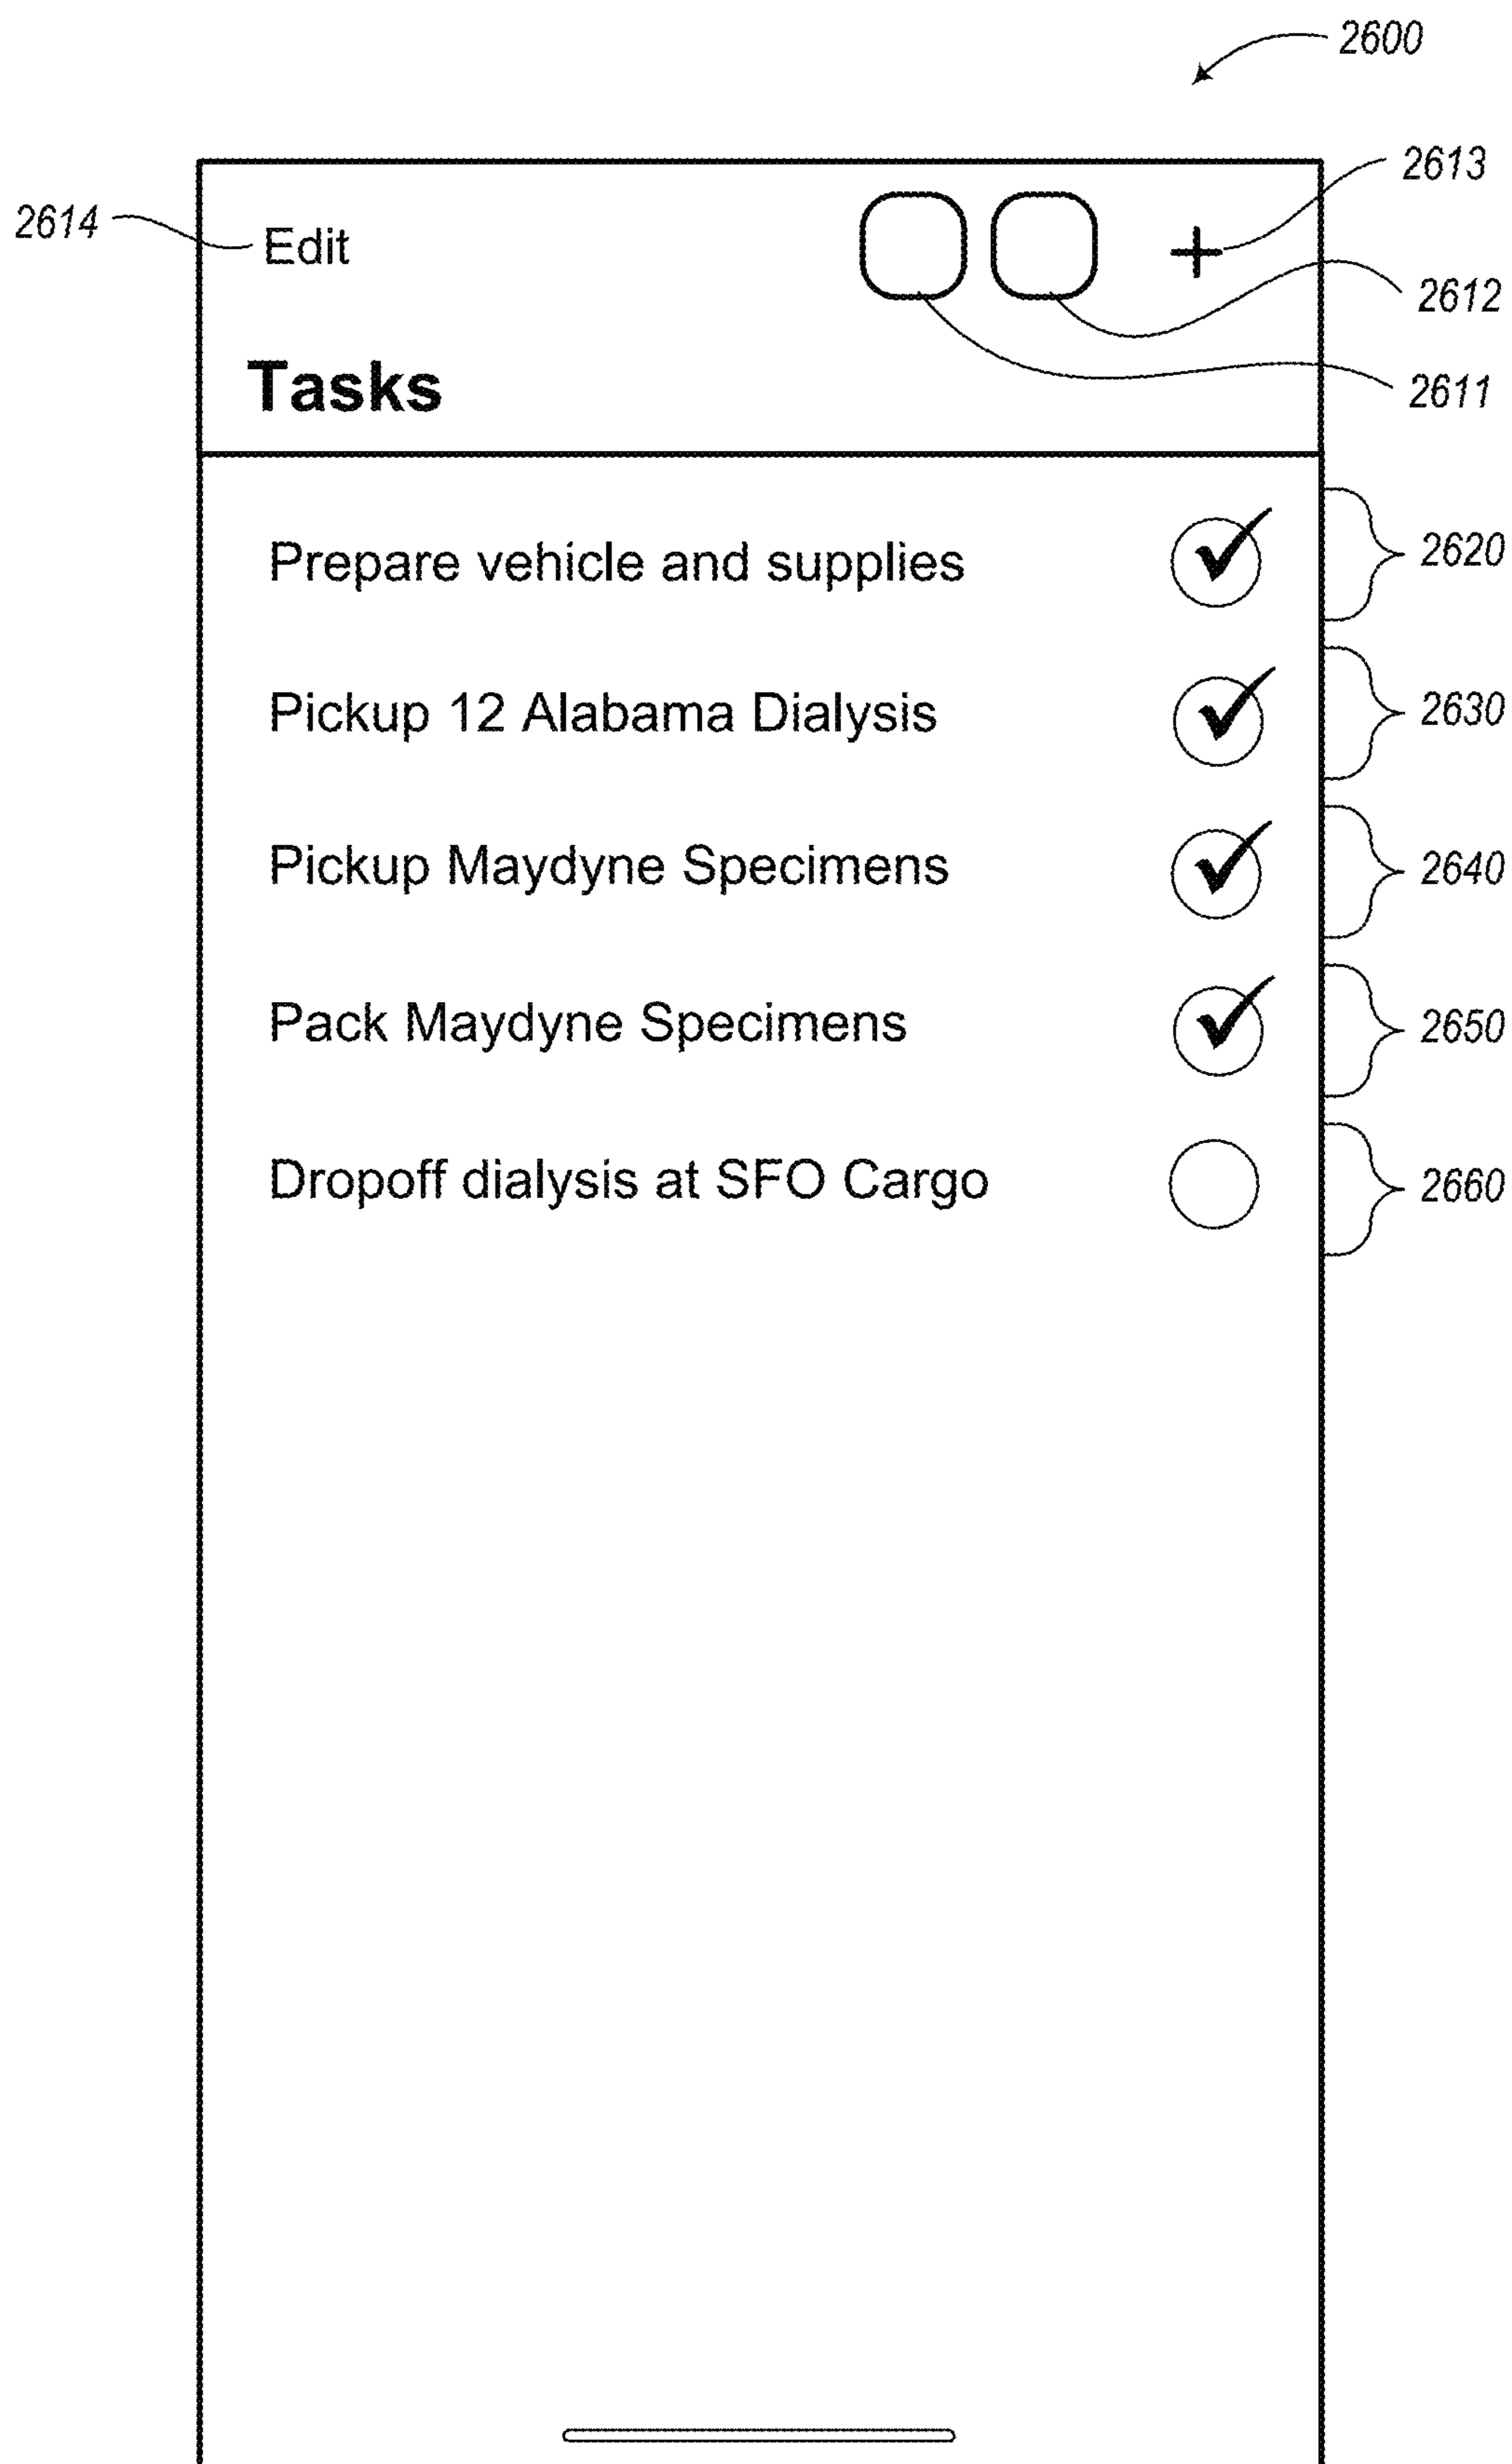 2600
2613
2614
Edit
+
2612
Tasks
2611
Prepare vehicle and supplies
2620
Pickup 12 Alabama Dialysis
2630
Pickup Maydyne Specimens
2640
Pack Maydyne Specimens
2650
Dropoff dialysis at SFO Cargo
2660